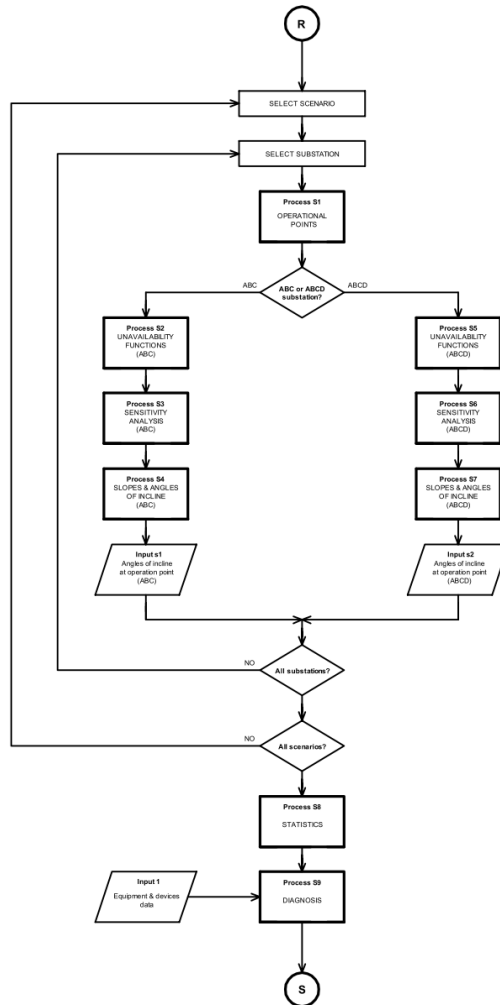 R
SELECT SCENARIO
SELECT SUBSTATION
Process S1
OPERATIONAL
POINTS
ABC
ABC or ABCD
substation?
ABCD
Process S2
UNAVAILABILITY
FUNCTIONS
(ABC)
Process S5
UNAVAILABILITY
FUNCTIONS
(ABCD)
Process S3
SENSITIVITY
ANALYSIS
(ABC)
Process S6
SENSITIVITY
ANALYSIS
(ABCD)
Process S4
SLOPES & ANGLES
OF INCLINE
(ABC)
Process S7
SLOPES & ANGLES
OF INCLINE
(ABCD)
Input s1
Angles of incline
at operation point
(ABC)
Input s2
Angles of incline
at operation point
(ABCD)
NO
All substations?
NO
All scenarios?
Process S8
STATISTICS
Input 1
Equipment & devices
data
Process S9
DIAGNOSIS
S